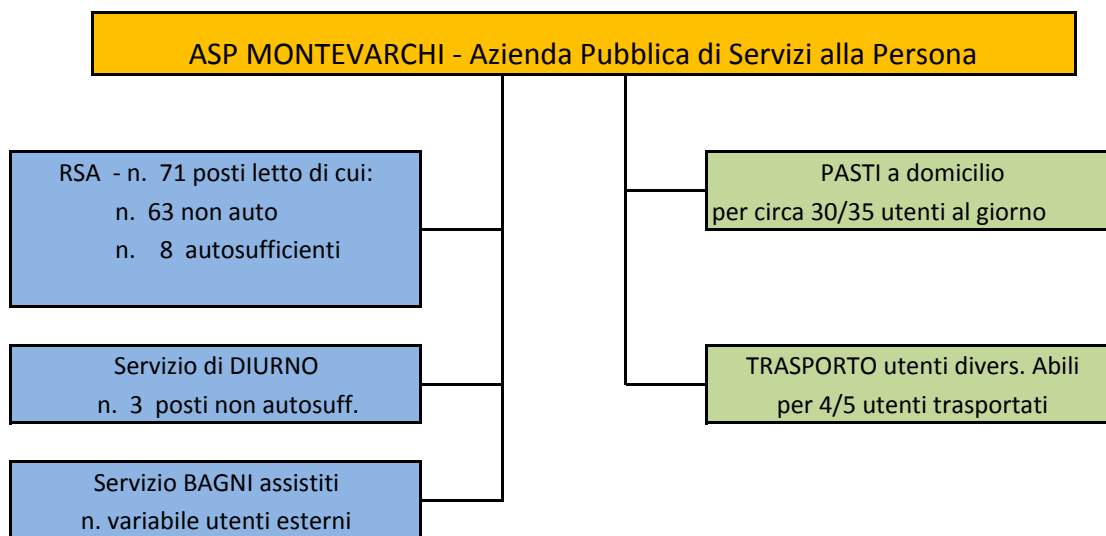 ASP MONTEVARCHI - Azienda Pubblica di Servizi alla Persona
RSA - n. 71 posti letto di cui:
n. 63 non auto
n. 8 autosufficienti
Servizio di DIURNO
n. 3 posti non autosuff.
Servizio BAGNI assistiti
n. variabile utenti esterni
PASTI a domicilio
per circa 30/35 utenti al giorno
TRASPORTO utenti divers. Abili
per 4/5 utenti trasportati